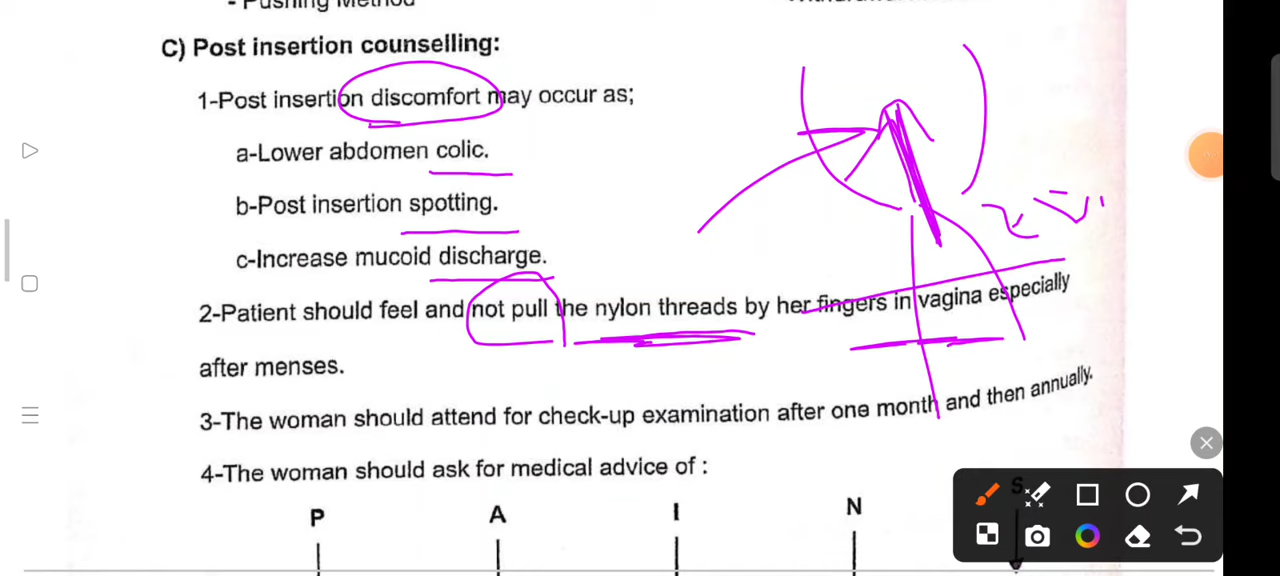 - Pushing Method
C) Post insertion counselling:
1-Post insertion discomfort may occur as;
a-Lower abdomen colic.
b-Post insertion spotting.
c-Increase mucoid discharge.
2-Patient should feel and not pull the nylon threads by her fingers in vagina especially
after menses.
3-The woman should attend for check-up examination after one month and then annually.
4-The woman should ask for medical advice of :
P A I N S